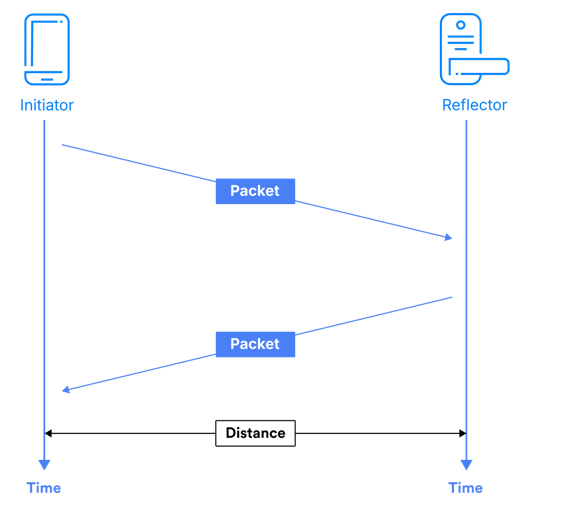 Initiator
Reflector
Packet
Packet
Distance
Time
Time